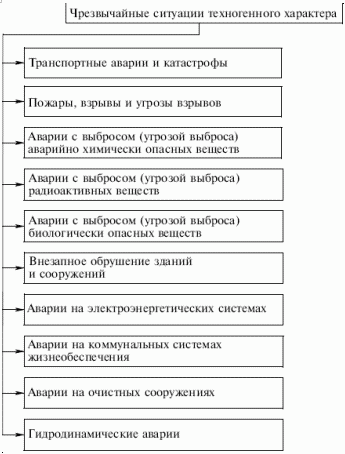 Чрезвычайные ситуации техногенного характера
Транспортные аварии и катастрофы
Пожары, взрывы и угрозы взрывов
Аварии с выбросом (угрозой выброса)
аварийно химически опасных веществ
Аварии с выбросом (угрозой выброса)
радиоактивных веществ
Аварии с выбросом (угрозой выброса)
биологически опасных веществ
Внезапное обрушение зданий
и сооружений
Аварии на электроэнергетических системах
Аварии на коммунальных системах
жизнеобеспечения
Аварии на очистных сооружениях
Гидродинамические аварии